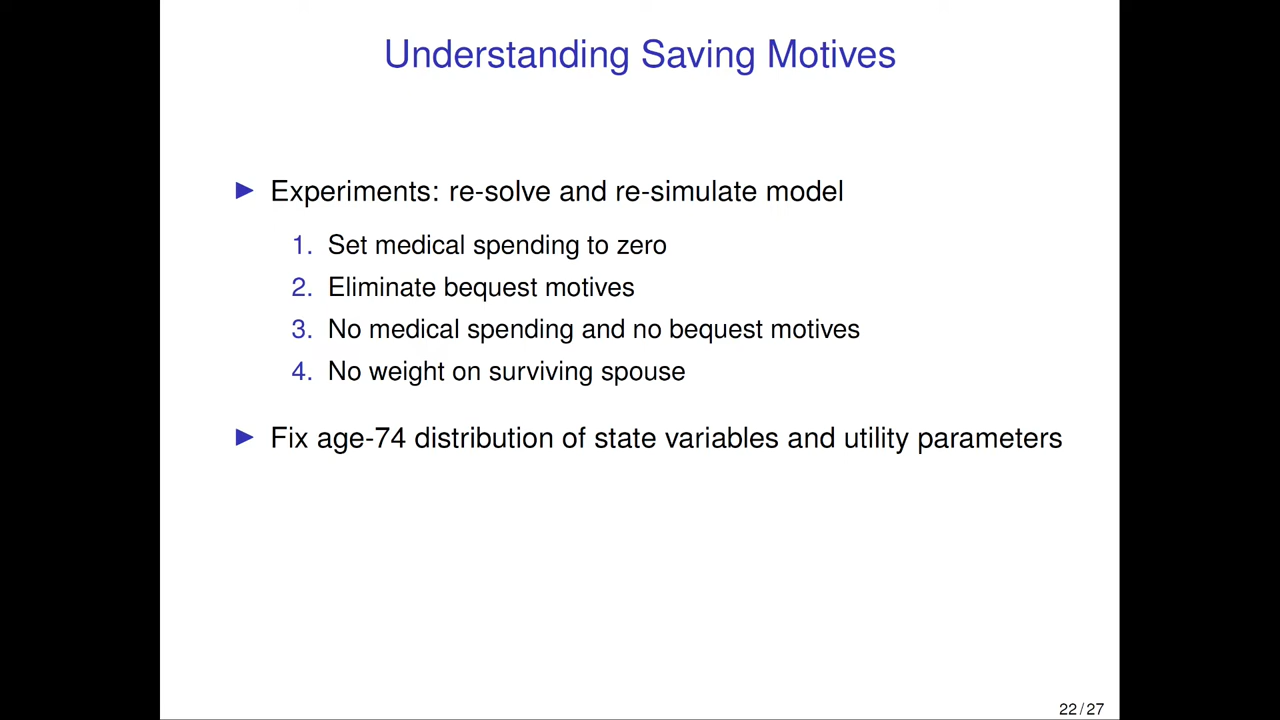 Understanding Saving Motives
▶ Experiments: re-solve and re-simulate model
1. Set medical spending to zero
2. Eliminate bequest motives
3. No medical spending and no bequest motives
4. No weight on surviving spouse
▶ Fix age-74 distribution of state variables and utility parameters
22 / 27